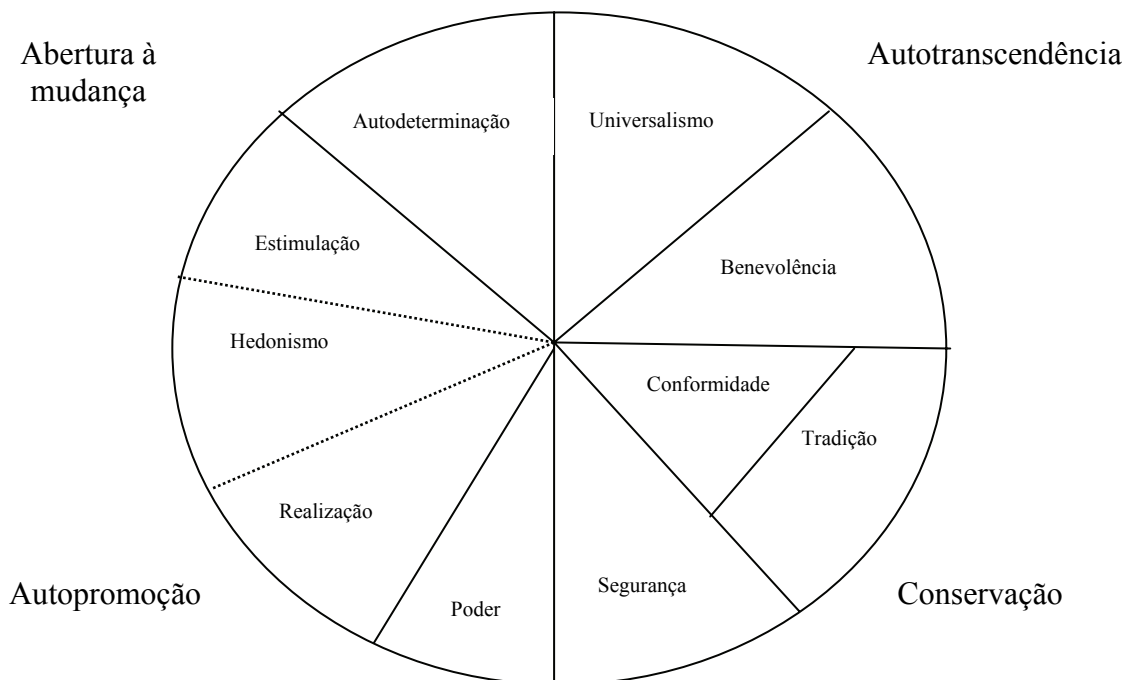 Abertura à
mudança
Autotranscendência
Autodeterminação
Universalismo
Estimulação
Benevolência
Hedonismo
Conformidade
Tradição
Realização
Segurança
Poder
Autopromoção
Conservação